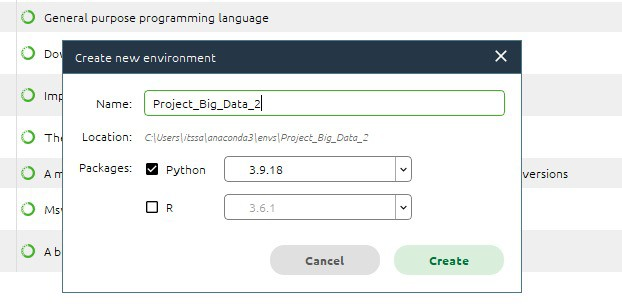 General purpose programming language
Dov
Create new environment
Imp
Name: Project_Big_Data_2
The
Location: C:\Users\itssa\anaconda3\envs\Project_Big_Data_2
Packages: Python 3.9.18
A m
versions
R 3.6.1
Msy
A b
Cancel Create